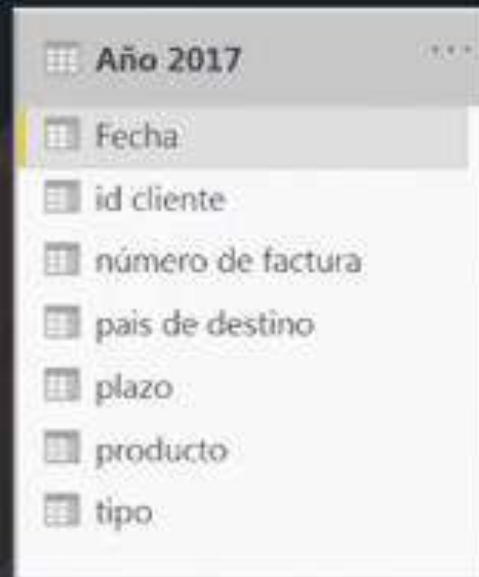 Año 2017
Fecha
id cliente
número de factura
pais de destino
plazo
producto
tipo